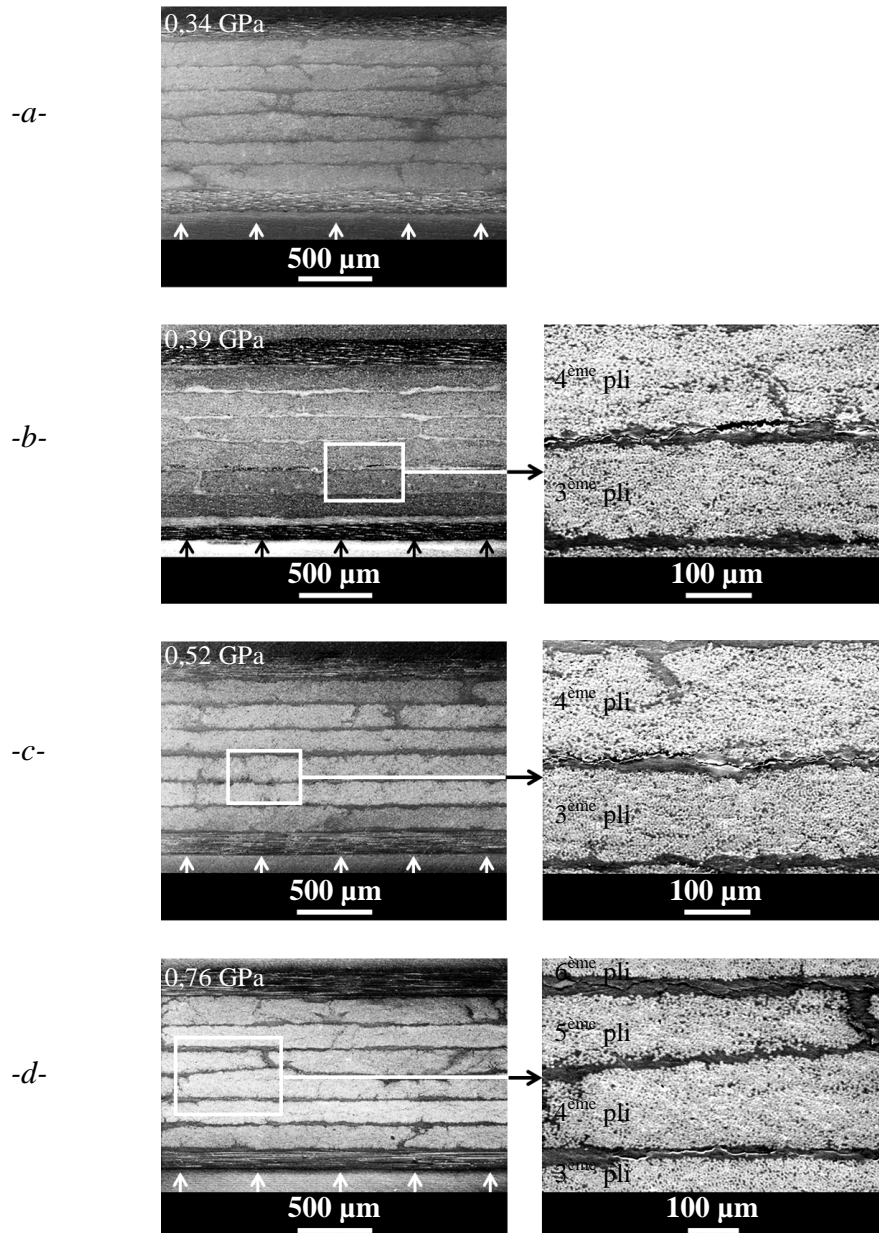 -a-
0,34 GPa
500 µm
-b-
0,39 GPa
500 µm
4ème pli
3ème pli
100 µm
-c-
0,52 GPa
500 µm
4ème pli
3ème pli
100 µm
-d-
0,76 GPa
500 µm
6ème pli
5ème pli
4ème pli
3ème pli
100 µm